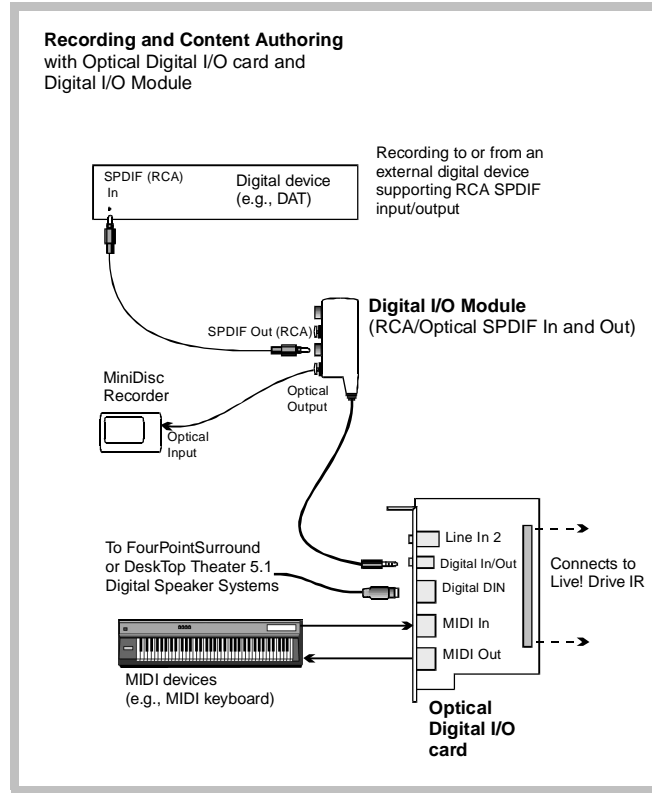 Recording and Content Authoring
with Optical Digital I/O card and
Digital I/O Module
Recording to or from an
external digital device
supporting RCA SPDIF
input/output
SPDIF (RCA)
In
Digital device
(e.g., DAT)
Digital I/O Module
(RCA/Optical SPDIF In and Out)
SPDIF Out (RCA)
MiniDisc
Recorder
Optical
Output
Optical
Input
To FourPointSurround
or DeskTop Theater 5.1
Digital Speaker Systems
Line In 2
Digital In/Out
Digital DIN
MIDI In
MIDI Out
Connects to
Live! Drive IR
MIDI devices
(e.g., MIDI keyboard)
Optical
Digital I/O
card